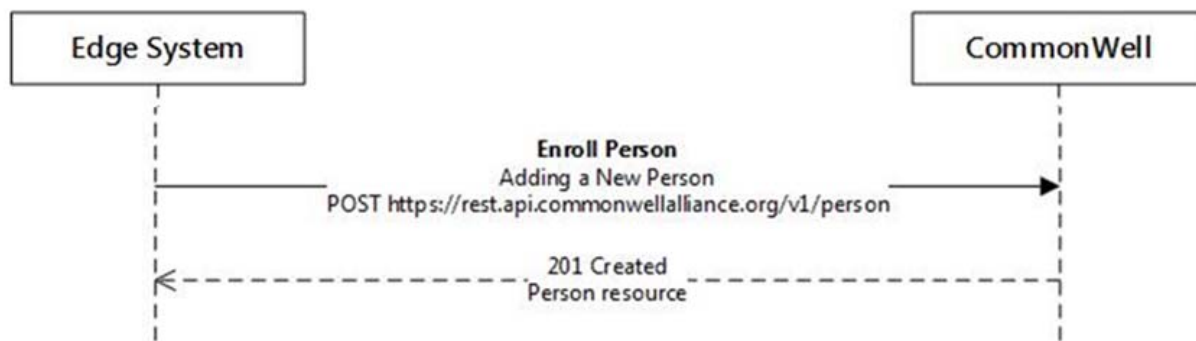 Edge System
CommonWell
Enroll Person
Adding a New Person
POST https://rest.api.commonwellalliance.org/v1/person
201 Created
Person resource